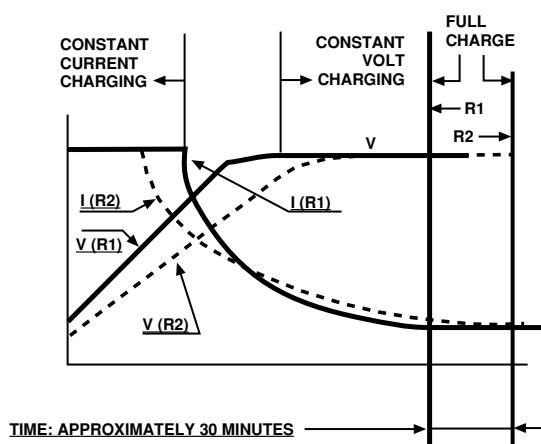 CONSTANT
CURRENT
CHARGING
CONSTANT
VOLT
CHARGING
FULL
CHARGE
R1
R2
V
I (R2)
I (R1)
V (R1)
V (R2)
TIME: APPROXIMATELY 30 MINUTES